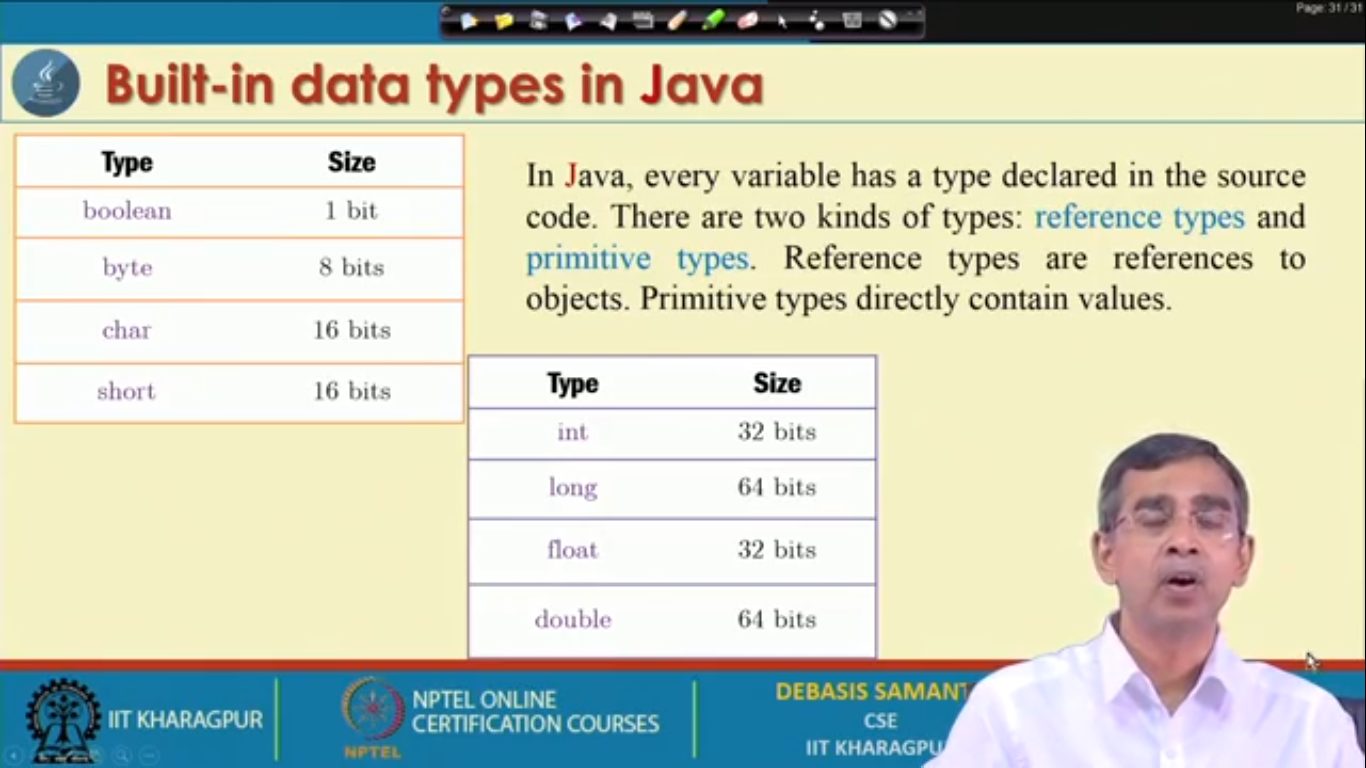 Page: 31 / 31
Built-in data types in Java
Type Size
boolean 1 bit
byte 8 bits
char 16 bits
short 16 bits
In Java, every variable has a type declared in the source
code. There are two kinds of types: reference types and
primitive types. Reference types are references to
objects. Primitive types directly contain values.
Type Size
int 32 bits
long 64 bits
float 32 bits
double 64 bits
IIT KHARAGPUR
NPTEL
NPTEL ONLINE
CERTIFICATION COURSES
DEBASIS SAMANT
CSE
IIT KHARAGPU